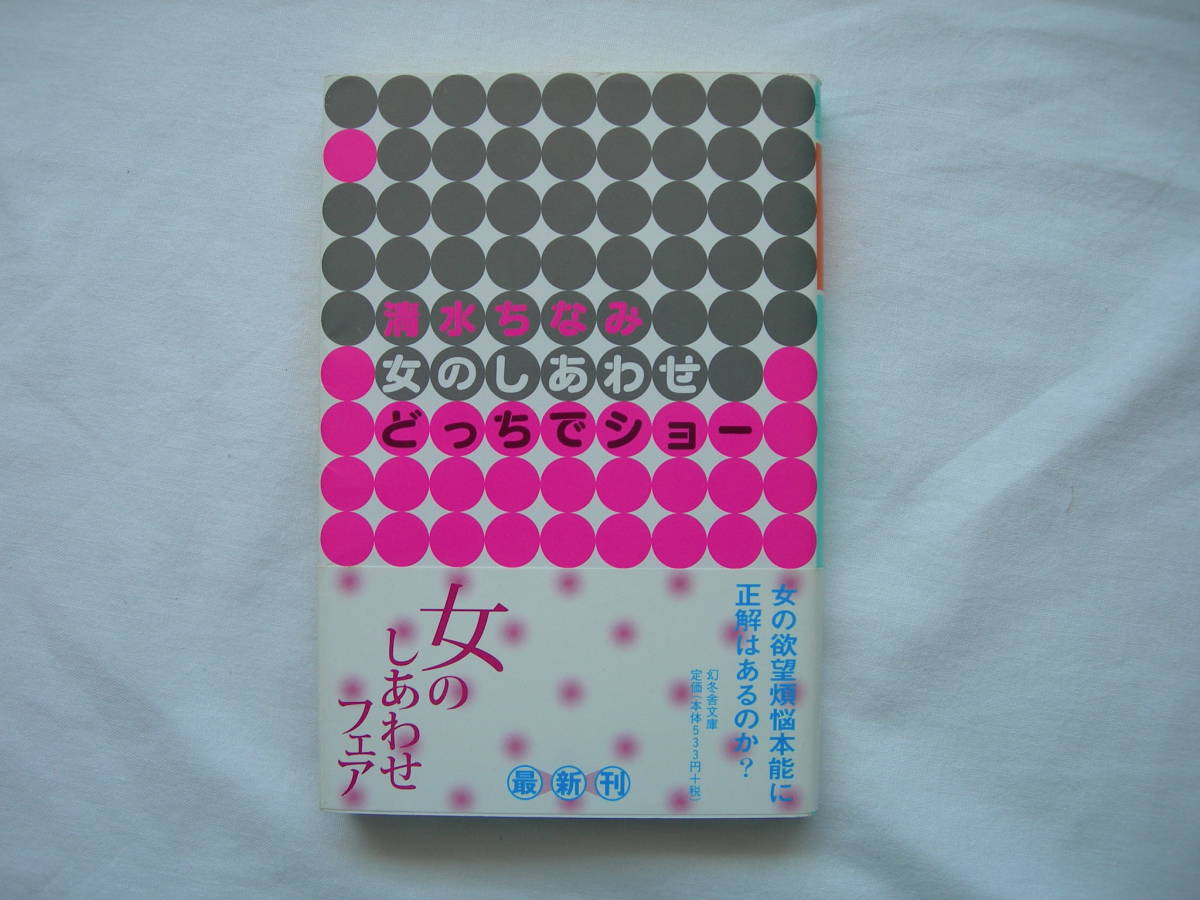 清水ちなみ
女のしあわせ
どっちでショー
女の欲望煩悩本能に
正解はあるのか?
幻冬舎文庫
定価(本体533円+税)
女の
しあわせ
フェア
最新刊